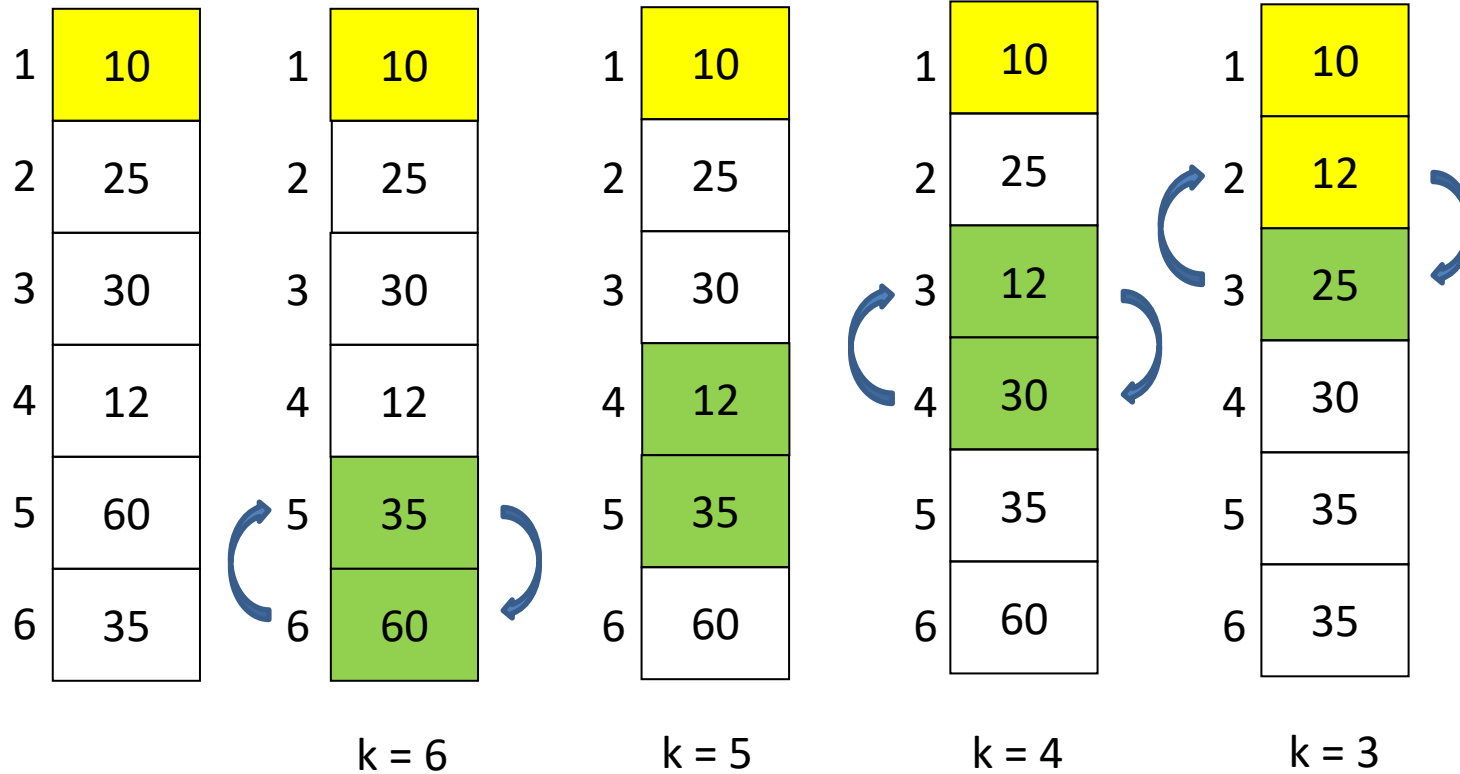 1 10 1 10 1 10 1 10 1 10
2 25 2 25 2 25 2 25 2 12
3 30 3 30 3 30 3 12 3 25
4 12 4 12 4 12 4 30 4 30
5 60 5 35 5 35 5 35 5 35
6 35 6 60 6 60 6 60 6 35
k = 6 k = 5 k = 4 k = 3